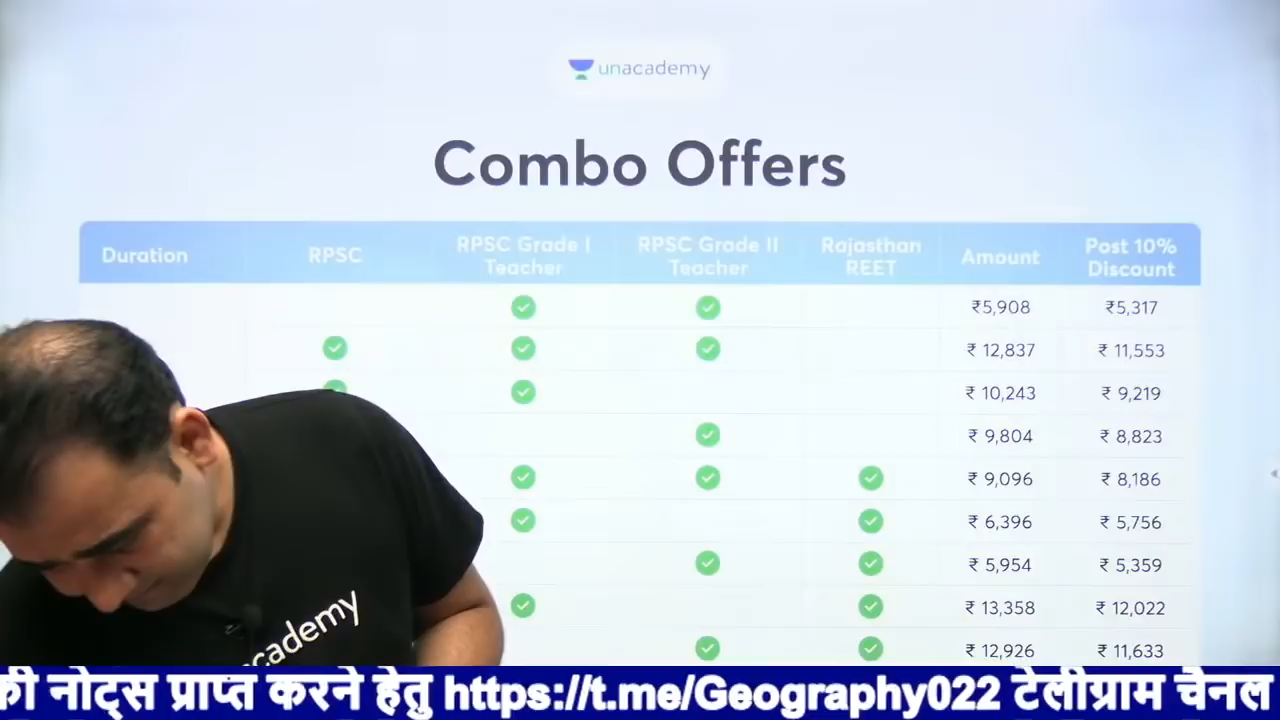 unacademy
Combo Offers
Duration RPSC RPSC Grade I Teacher RPSC Grade II Teacher Rajasthan REET Amount Post 10% Discount
₹5,908 ₹5,317
₹ 12,837 ₹ 11,553
₹ 10,243 ₹ 9,219
₹ 9,804 ₹ 8,823
₹ 9,096 ₹ 8,186
₹ 6,396 ₹ 5,756
₹ 5,954 ₹ 5,359
₹ 13,358 ₹ 12,022
₹ 12,926 ₹ 11,633
cademy
की नोट्स प्राप्त करने हेतु https://t.me/Geography022 टेलीग्राम चैनल